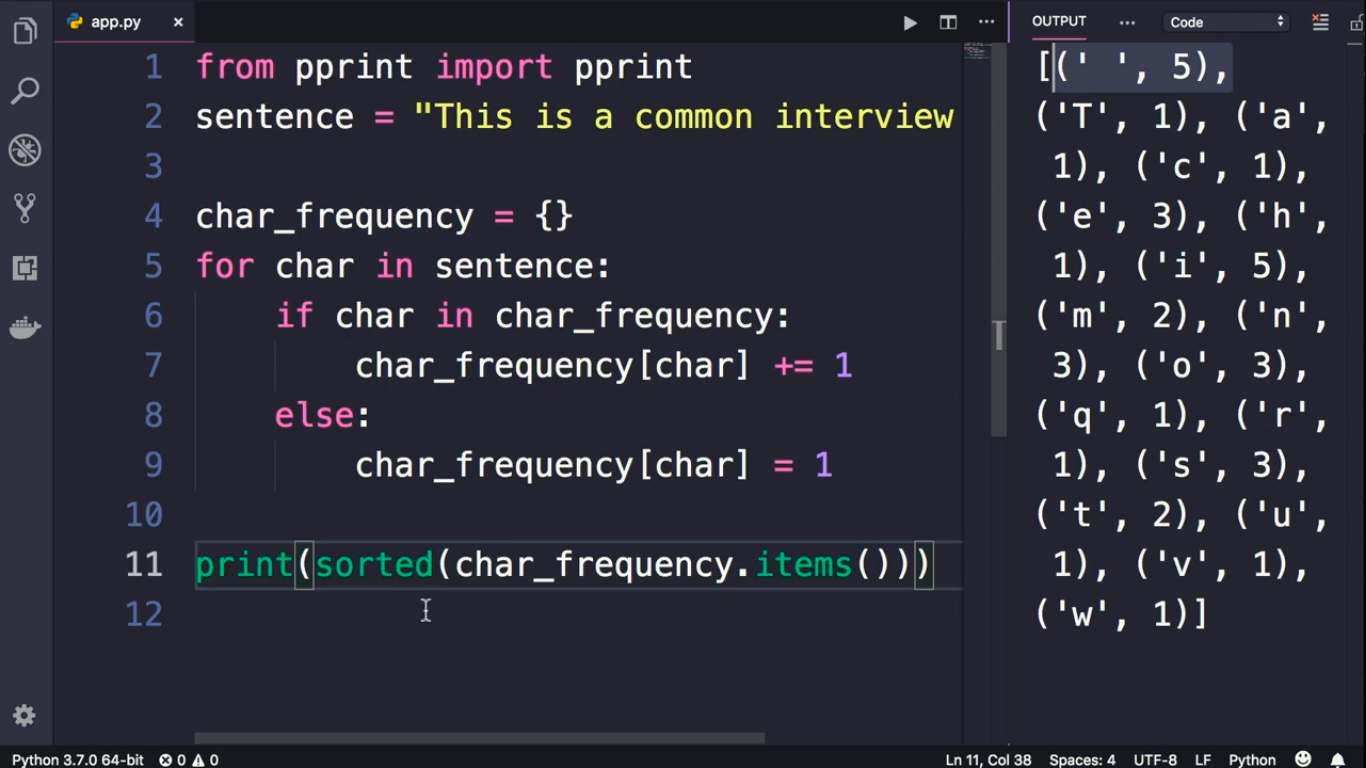 app.py
OUTPUT
Code
1 from pprint import pprint
2 sentence = "This is a common interview
3
4 char_frequency = {}
5 for char in sentence:
6 if char in char_frequency:
7 char_frequency[char] += 1
8 else:
9 char_frequency[char] = 1
10
11 print(sorted(char_frequency.items()))
12
[(' ', 5),
('T', 1), ('a',
1), ('c', 1),
('e', 3), ('h',
1), ('i', 5),
('m', 2), ('n',
3), ('o', 3),
('q', 1), ('r',
1), ('s', 3),
('t', 2), ('u',
1), ('v', 1),
('w', 1)]
Python 3.7.0 64-bit 0 0 Ln 11, Col 38 Spaces: 4 UTF-8 LF Python